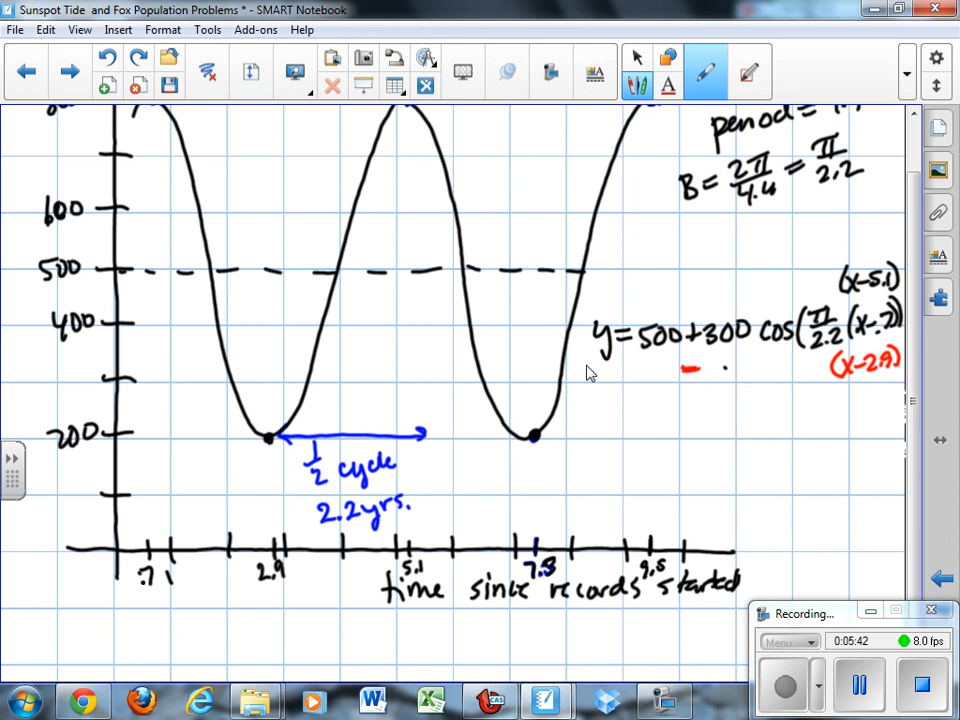 Sunspot Tide and Fox Population Problems * - SMART Notebook
File Edit View Insert Format Tools Add-ons Help
period =
B = 2π/4.4 = π/2.2
600
500
(x-5.1)
400
y = 500+300 cos(π/2.2 (x-.7))
- (x-2.9)
200
1/2 cycle
2.2yrs.
.7 1 2.9 5.1 7.3 9.5
time since records started
Recording...
Menu 0:05:42 8.0 fps
W X CAS